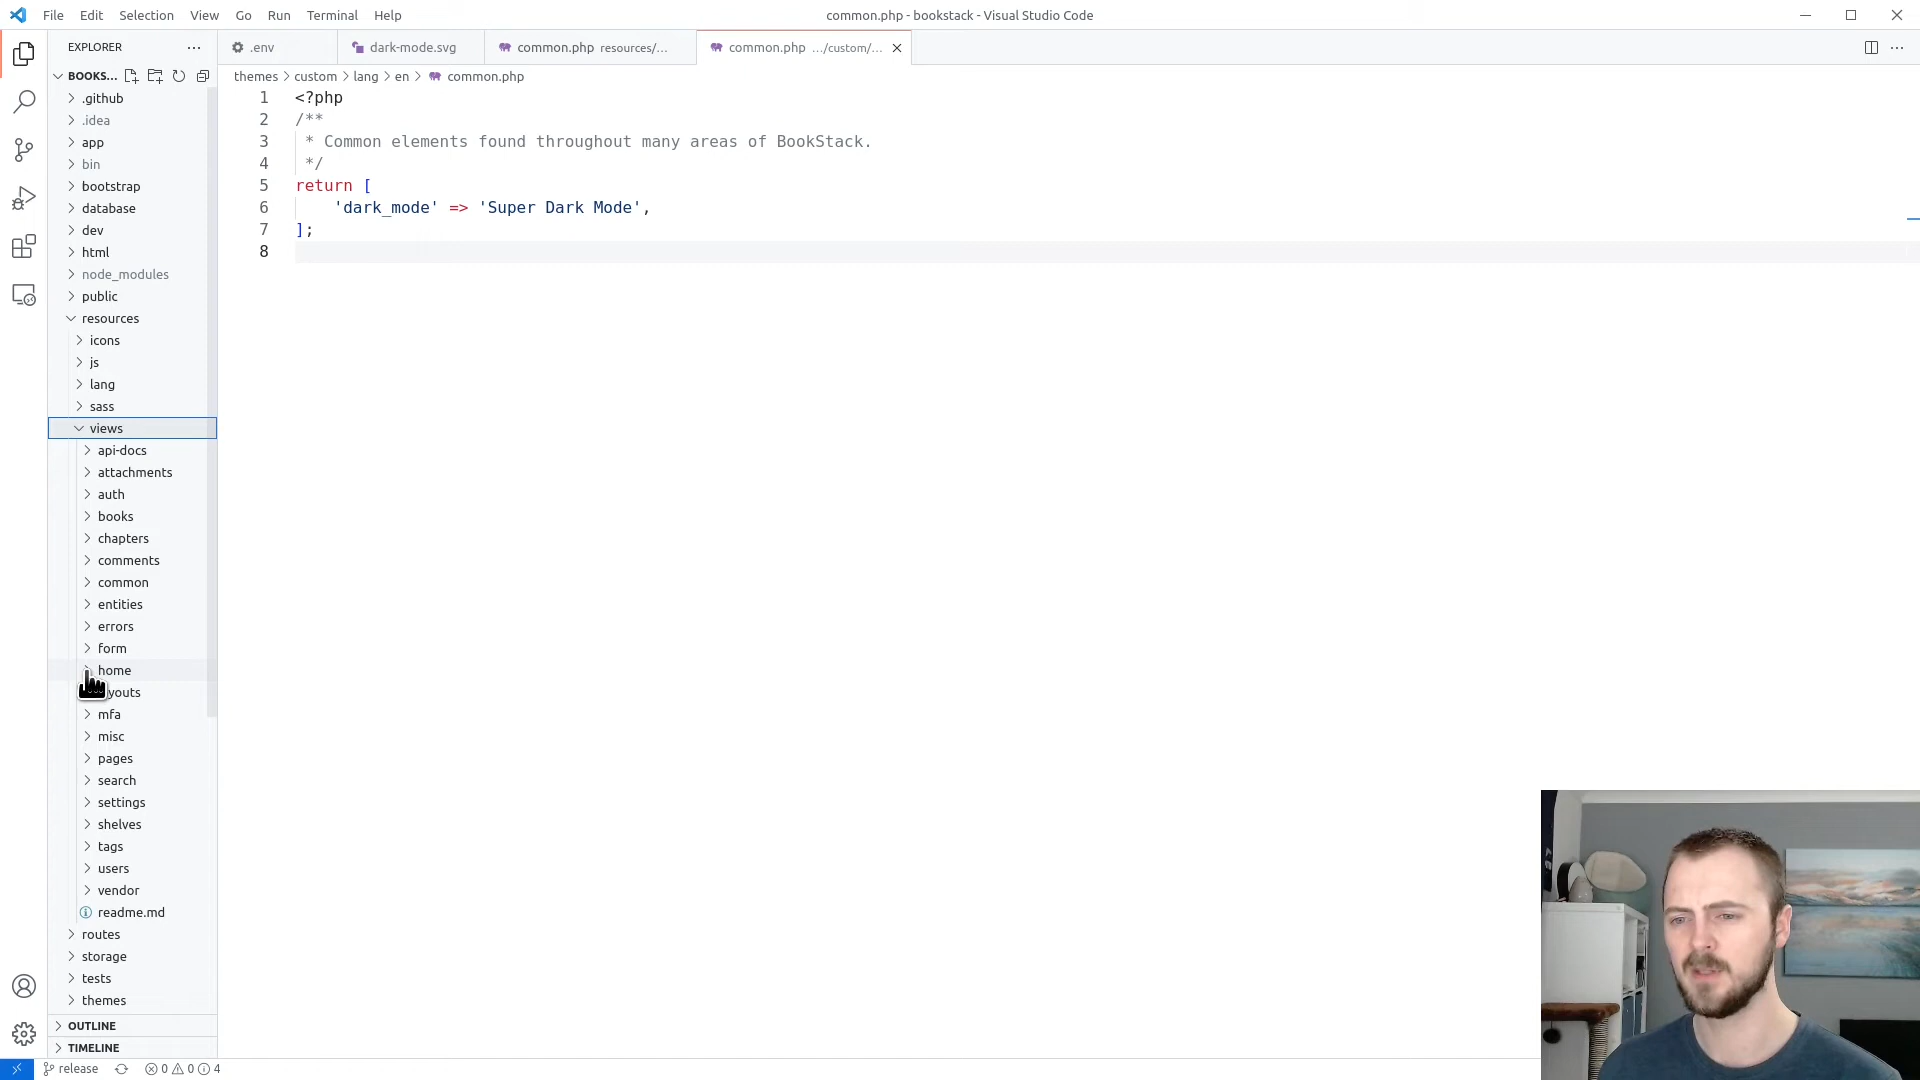 File Edit Selection View Go Run Terminal Help
common.php - bookstack - Visual Studio Code
EXPLORER
.env
dark-mode.svg
common.php resources/...
common.php .../custom/...
BOOKS...
themes > custom > lang > en > common.php
.github
.idea
app
bin
bootstrap
database
dev
html
node_modules
public
resources
icons
js
lang
sass
views
api-docs
attachments
auth
books
chapters
comments
common
entities
errors
form
home
youts
mfa
misc
pages
search
settings
shelves
tags
users
vendor
readme.md
routes
storage
tests
themes
OUTLINE
TIMELINE
1 <?php
2 /**
3 * Common elements found throughout many areas of BookStack.
4 */
5 return [
6 'dark_mode' => 'Super Dark Mode',
7 ];
8
release 0 0 4